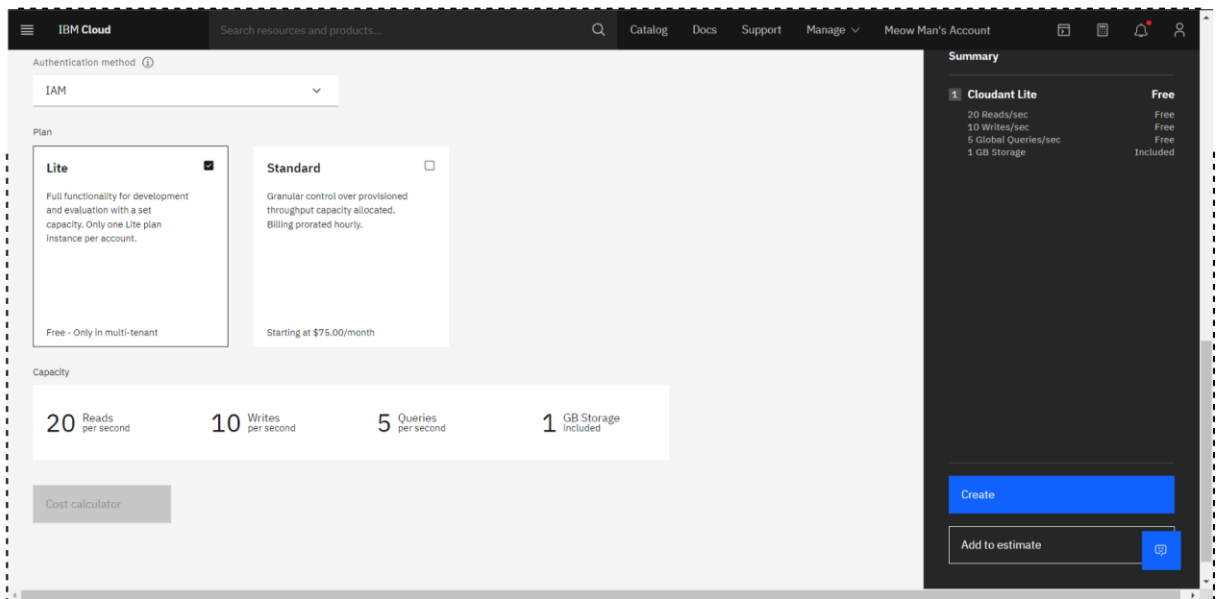 IBM Cloud
Search resources and products...
Catalog
Docs
Support
Manage
Meow Man's Account
Authentication method
IAM
Plan
Lite
Full functionality for development
and evaluation with a set
capacity. Only one Lite plan
instance per account.
Free - Only in multi-tenant
Standard
Granular control over provisioned
throughput capacity allocated.
Billing prorated hourly.
Starting at $75.00/month
Capacity
20 Reads
per second
10 Writes
per second
5 Queries
per second
1 GB Storage
included
Cost calculator
Summary
1 Cloudant Lite Free
20 Reads/sec Free
10 Writes/sec Free
5 Global Queries/sec Free
1 GB Storage Included
Create
Add to estimate